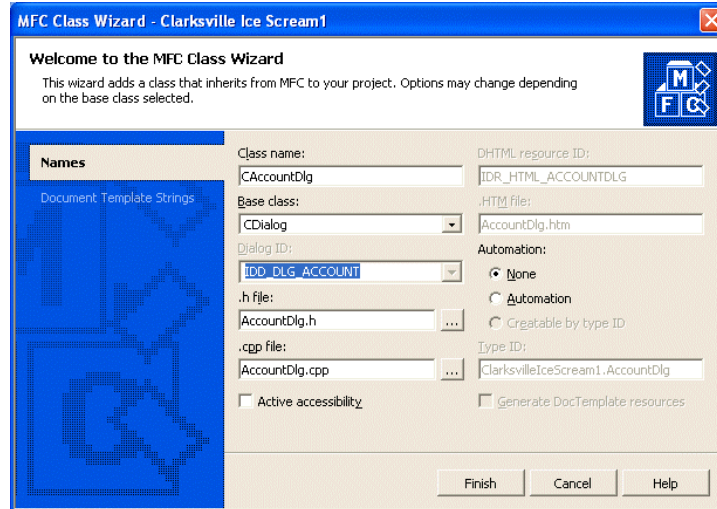 MFC Class Wizard - Clarksville Ice Scream1
Welcome to the MFC Class Wizard
This wizard adds a class that inherits from MFC to your project. Options may change depending
on the base class selected.
M
F C
Names
Document Template Strings
Class name:
CAccountDlg
Base class:
CDialog
Dialog ID:
IDD_DLG_ACCOUNT
.h file:
AccountDlg.h
...
.cpp file:
AccountDlg.cpp
...
Active accessibility
DHTML resource ID:
IDR_HTML_ACCOUNTDLG
.HTM file:
AccountDlg.htm
Automation:
None
Automation
Creatable by type ID
Type ID:
ClarksvilleIceScream1.AccountDlg
Generate DocTemplate resources
Finish
Cancel
Help